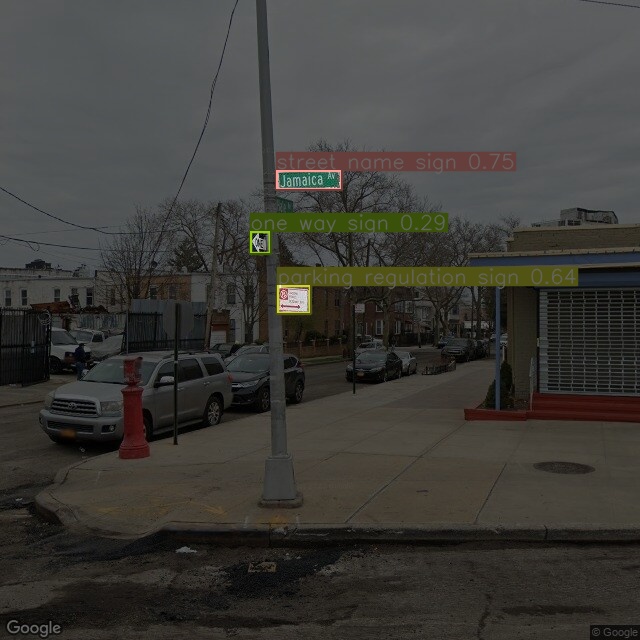 street name sign 0.75
Jamaica AV
one way sign 0.29
parking regulation sign 0.64
Google
© Google